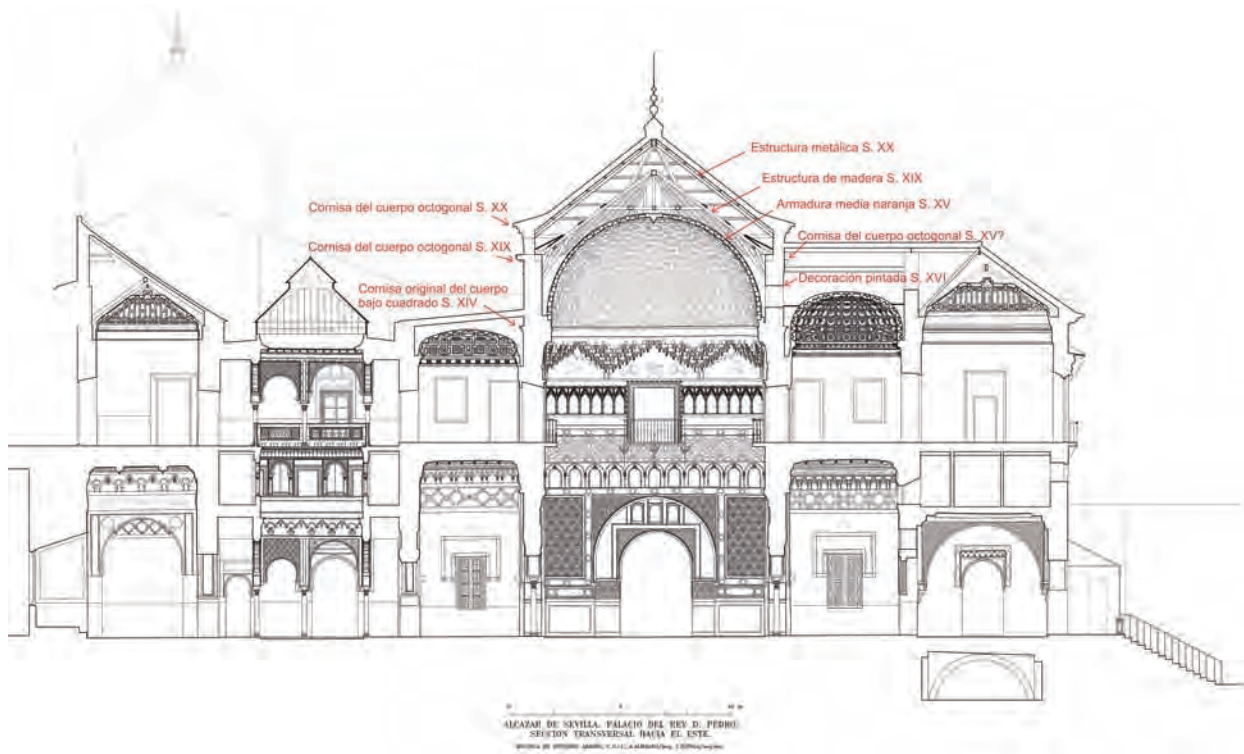 Estructura metálica S. XX
Estructura de madera S. XIX
Armadura media naranja S. XV
Cornisa del cuerpo octogonal S. XX
Cornisa del cuerpo octogonal S. XV?
Cornisa del cuerpo octogonal S. XIX
Decoración pintada S. XVI
Cornisa original del cuerpo
bajo cuadrado S. XIV
ALCAZAR DE SEVILLA. PALACIO DEL REY D. PEDRO.
SECCION TRANSVERSAL HACIA EL ESTE.